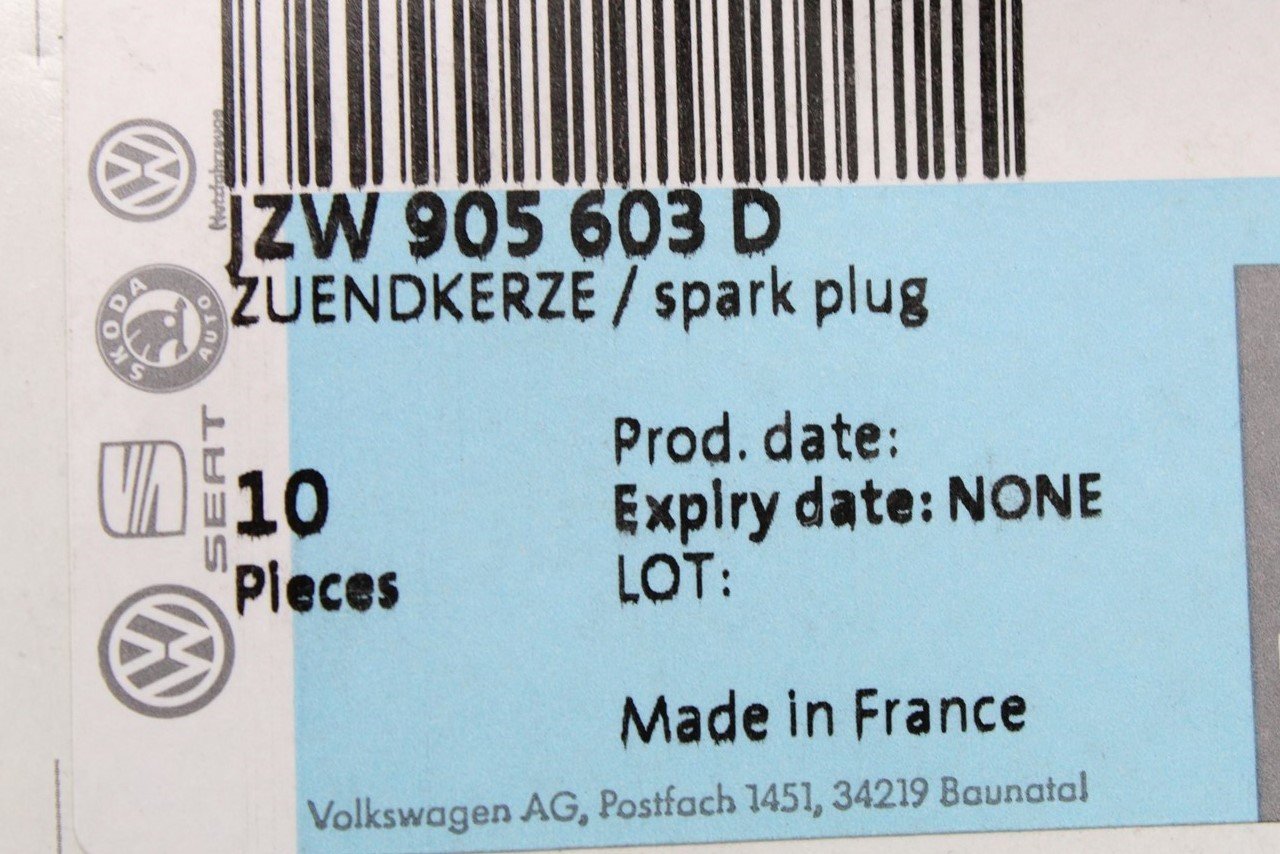 Nutzfahrzeuge
JZW 905 603 D
ZUENDKERZE / spark plug
SKODA
AUTO
SEAT
10
Pieces
Prod. date:
Expiry date: NONE
LOT:
Made in France
Volkswagen AG, Postfach 1451, 34219 Baunatal